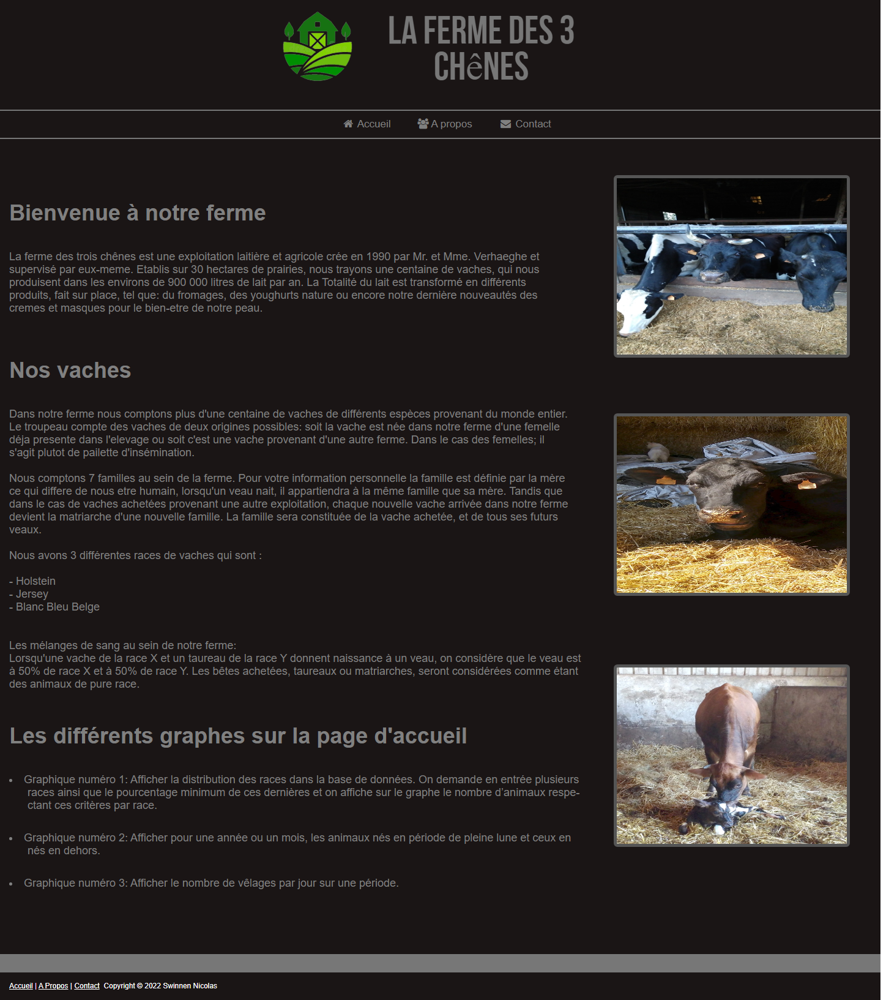 LA FERME DES 3
CHêNES
Accueil A propos Contact
Bienvenue à notre ferme
La ferme des trois chênes est une exploitation laitière et agricole crée en 1990 par Mr. et Mme. Verhaeghe et
supervisé par eux-meme. Etablis sur 30 hectares de prairies, nous trayons une centaine de vaches, qui nous
produisent dans les environs de 900 000 litres de lait par an. La Totalité du lait est transformé en différents
produits, fait sur place, tel que: du fromages, des youghurts nature ou encore notre dernière nouveautés des
cremes et masques pour le bien-etre de notre peau.
Nos vaches
Dans notre ferme nous comptons plus d'une centaine de vaches de différents espèces provenant du monde entier.
Le troupeau compte des vaches de deux origines possibles: soit la vache est née dans notre ferme d'une femelle
déja presente dans l'elevage ou soit c'est une vache provenant d'une autre ferme. Dans le cas des femelles; il
s'agit plutot de pailette d'insémination.
Nous comptons 7 familles au sein de la ferme. Pour votre information personnelle la famille est définie par la mère
ce qui differe de nous etre humain, lorsqu'un veau nait, il appartiendra à la même famille que sa mère. Tandis que
dans le cas de vaches achetées provenant une autre exploitation, chaque nouvelle vache arrivée dans notre ferme
devient la matriarche d'une nouvelle famille. La famille sera constituée de la vache achetée, et de tous ses futurs
veaux.
Nous avons 3 différentes races de vaches qui sont :
- Holstein
- Jersey
- Blanc Bleu Belge
Les mélanges de sang au sein de notre ferme:
Lorsqu'une vache de la race X et un taureau de la race Y donnent naissance à un veau, on considère que le veau est
à 50% de race X et à 50% de race Y. Les bêtes achetées, taureaux ou matriarches, seront considérées comme étant
des animaux de pure race.
Les différents graphes sur la page d'accueil
• Graphique numéro 1: Afficher la distribution des races dans la base de données. On demande en entrée plusieurs
races ainsi que le pourcentage minimum de ces dernières et on affiche sur le graphe le nombre d’animaux respe-
ctant ces critères par race.
• Graphique numéro 2: Afficher pour une année ou un mois, les animaux nés en période de pleine lune et ceux en
nés en dehors.
• Graphique numéro 3: Afficher le nombre de vêlages par jour sur une période.
Accueil | A Propos | Contact Copyright © 2022 Swinnen Nicolas